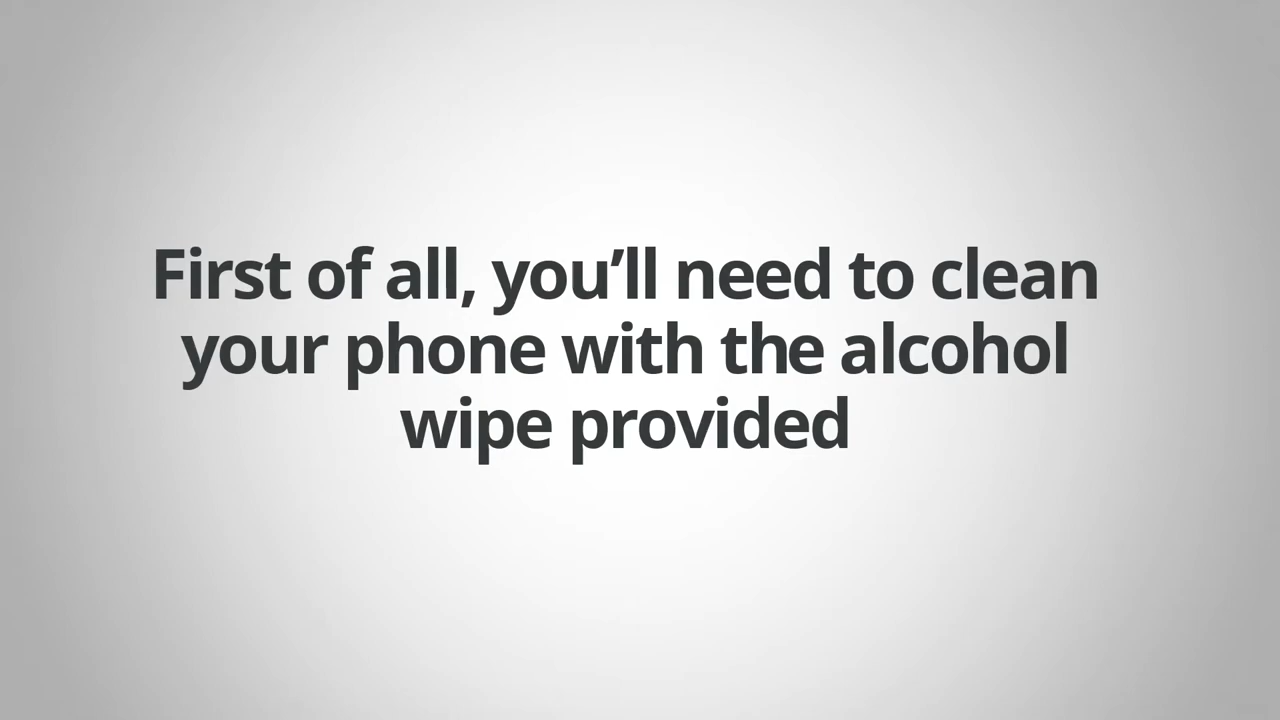 First of all, you’ll need to clean
your phone with the alcohol
wipe provided